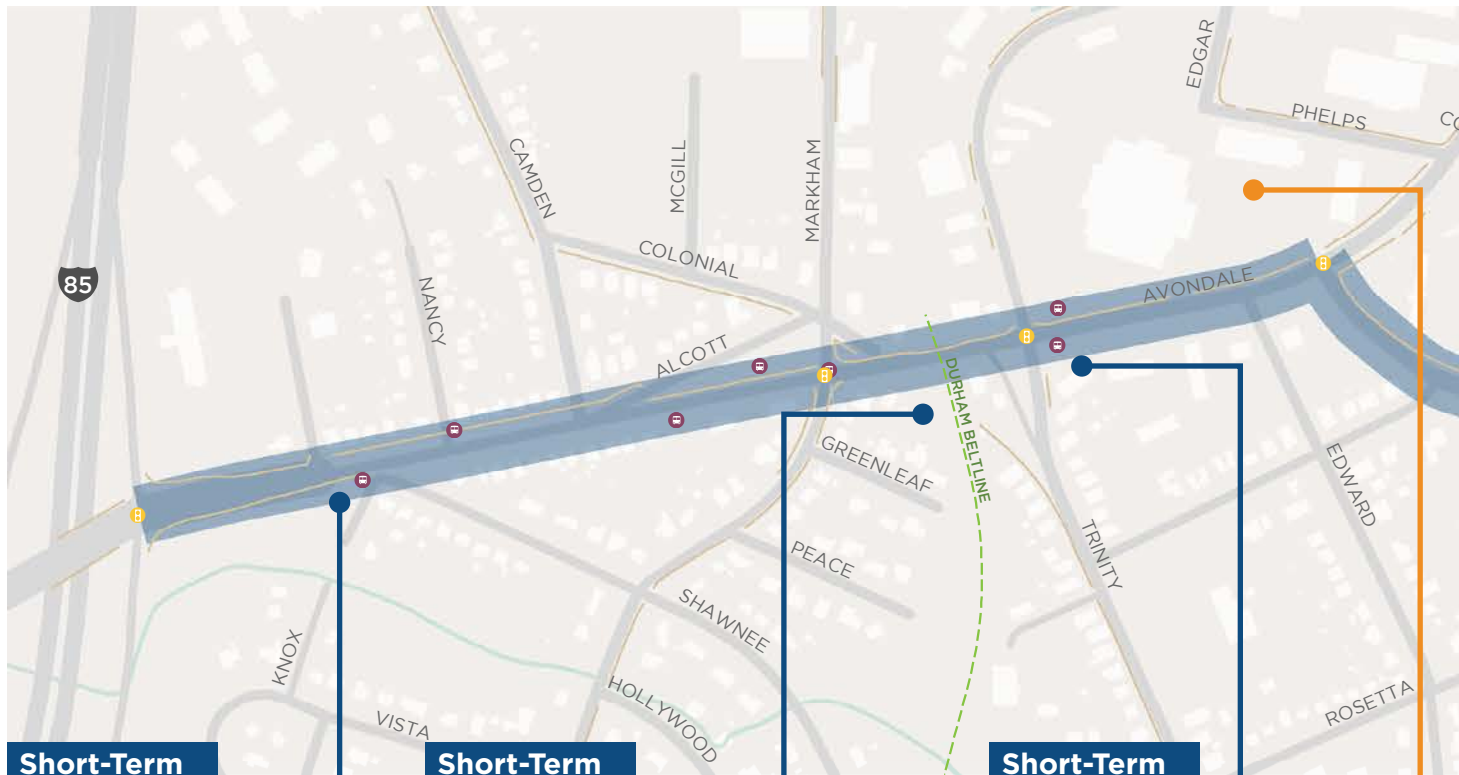 EDGAR
PHELPS
CO
CAMDEN
MCGILL
MARKHAM
COLONIAL
85
NANCY
AVONDALE
ALCOTT
DURHAM BELTLINE
GREENLEAF
EDWARD
PEACE
TRINITY
SHAWNEE
KNOX
HOLLYWOOD
ROSETTA
VISTA
Short-Term
Short-Term
Short-Term